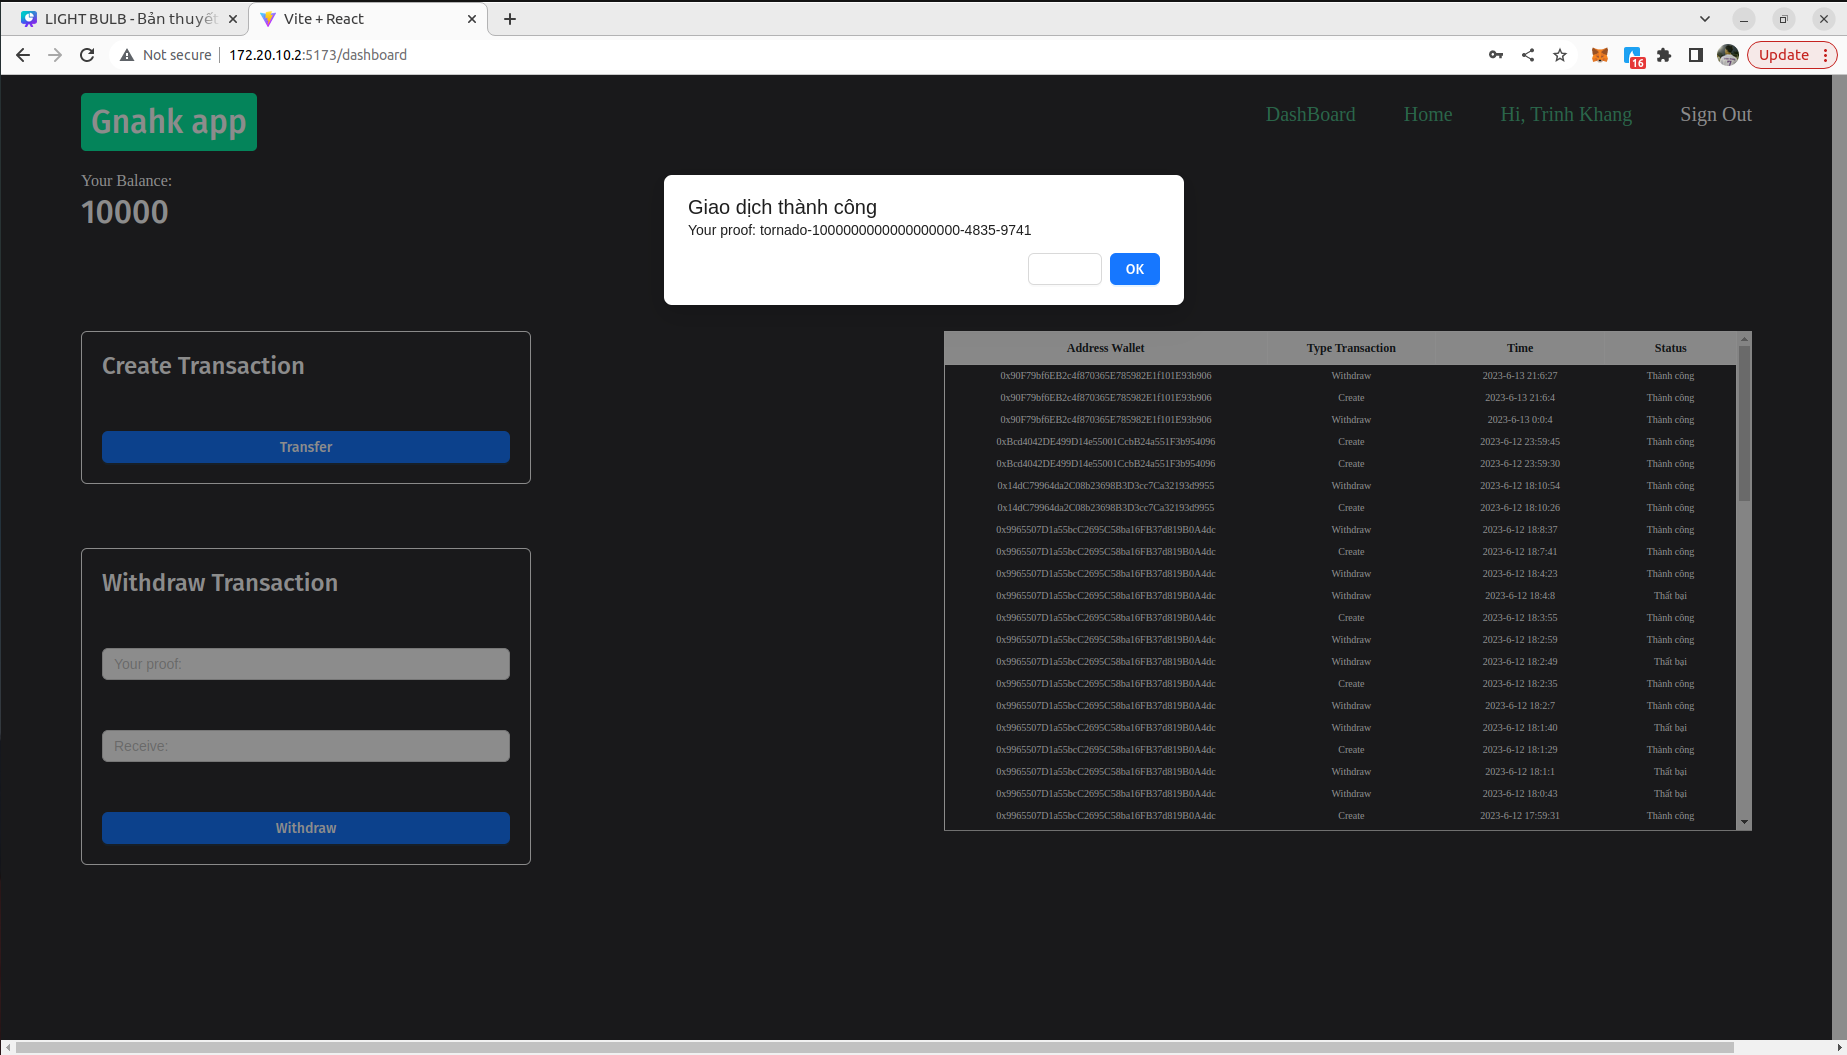 LIGHT BULB - Bản thuyết
Vite + React
Not secure
172.20.10.2:5173/dashboard
16
Update
Gnahk app
DashBoard
Home
Hi, Trinh Khang
Sign Out
Your Balance:
10000
Giao dịch thành công
Your proof: tornado-1000000000000000000-4835-9741
OK
Create Transaction
Transfer
Withdraw Transaction
Your proof:
Receive:
Withdraw
Address Wallet Type Transaction Time Status
0x90F79bf6EB2c4f870365E785982E1f101E93b906 Withdraw 2023-6-13 21:6:27 Thành công
0x90F79bf6EB2c4f870365E785982E1f101E93b906 Create 2023-6-13 21:6:4 Thành công
0x90F79bf6EB2c4f870365E785982E1f101E93b906 Withdraw 2023-6-13 0:0:4 Thành công
0xBcd4042DE499D14e55001CcbB24a551F3b954096 Create 2023-6-12 23:59:45 Thành công
0xBcd4042DE499D14e55001CcbB24a551F3b954096 Create 2023-6-12 23:59:30 Thành công
0x14dC79964da2C08b23698B3D3cc7Ca32193d9955 Withdraw 2023-6-12 18:10:54 Thành công
0x14dC79964da2C08b23698B3D3cc7Ca32193d9955 Create 2023-6-12 18:10:26 Thành công
0x9965507D1a55bcC2695C58ba16FB37d819B0A4dc Withdraw 2023-6-12 18:8:37 Thành công
0x9965507D1a55bcC2695C58ba16FB37d819B0A4dc Create 2023-6-12 18:7:41 Thành công
0x9965507D1a55bcC2695C58ba16FB37d819B0A4dc Withdraw 2023-6-12 18:4:23 Thành công
0x9965507D1a55bcC2695C58ba16FB37d819B0A4dc Withdraw 2023-6-12 18:4:8 Thất bại
0x9965507D1a55bcC2695C58ba16FB37d819B0A4dc Create 2023-6-12 18:3:55 Thành công
0x9965507D1a55bcC2695C58ba16FB37d819B0A4dc Withdraw 2023-6-12 18:2:59 Thành công
0x9965507D1a55bcC2695C58ba16FB37d819B0A4dc Withdraw 2023-6-12 18:2:49 Thất bại
0x9965507D1a55bcC2695C58ba16FB37d819B0A4dc Create 2023-6-12 18:2:35 Thành công
0x9965507D1a55bcC2695C58ba16FB37d819B0A4dc Withdraw 2023-6-12 18:2:7 Thành công
0x9965507D1a55bcC2695C58ba16FB37d819B0A4dc Withdraw 2023-6-12 18:1:40 Thất bại
0x9965507D1a55bcC2695C58ba16FB37d819B0A4dc Create 2023-6-12 18:1:29 Thành công
0x9965507D1a55bcC2695C58ba16FB37d819B0A4dc Withdraw 2023-6-12 18:1:1 Thất bại
0x9965507D1a55bcC2695C58ba16FB37d819B0A4dc Withdraw 2023-6-12 18:0:43 Thất bại
0x9965507D1a55bcC2695C58ba16FB37d819B0A4dc Create 2023-6-12 17:59:31 Thành công